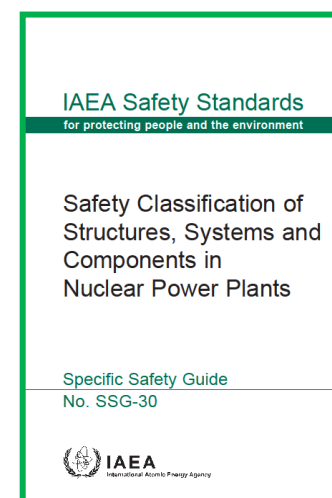 IAEA Safety Standards
for protecting people and the environment
Safety Classification of
Structures, Systems and
Components in
Nuclear Power Plants
Specific Safety Guide
No. SSG-30
IAEA
International Atomic Energy Agency